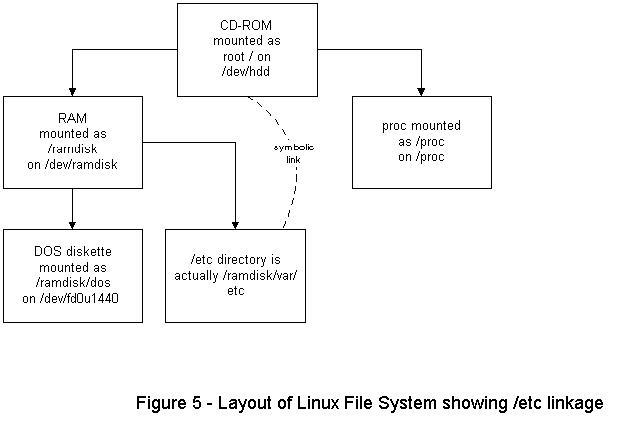 CD-ROM
mounted as
root / on
/dev/hdd
RAM
mounted as
/ramdisk
on /dev/ramdisk
proc mounted
as /proc
on /proc
symbolic
link
DOS diskette
mounted as
/ramdisk/dos
on /dev/fd0u1440
/etc directory is
actually /ramdisk/var/
etc
Figure 5 - Layout of Linux File System showing /etc linkage